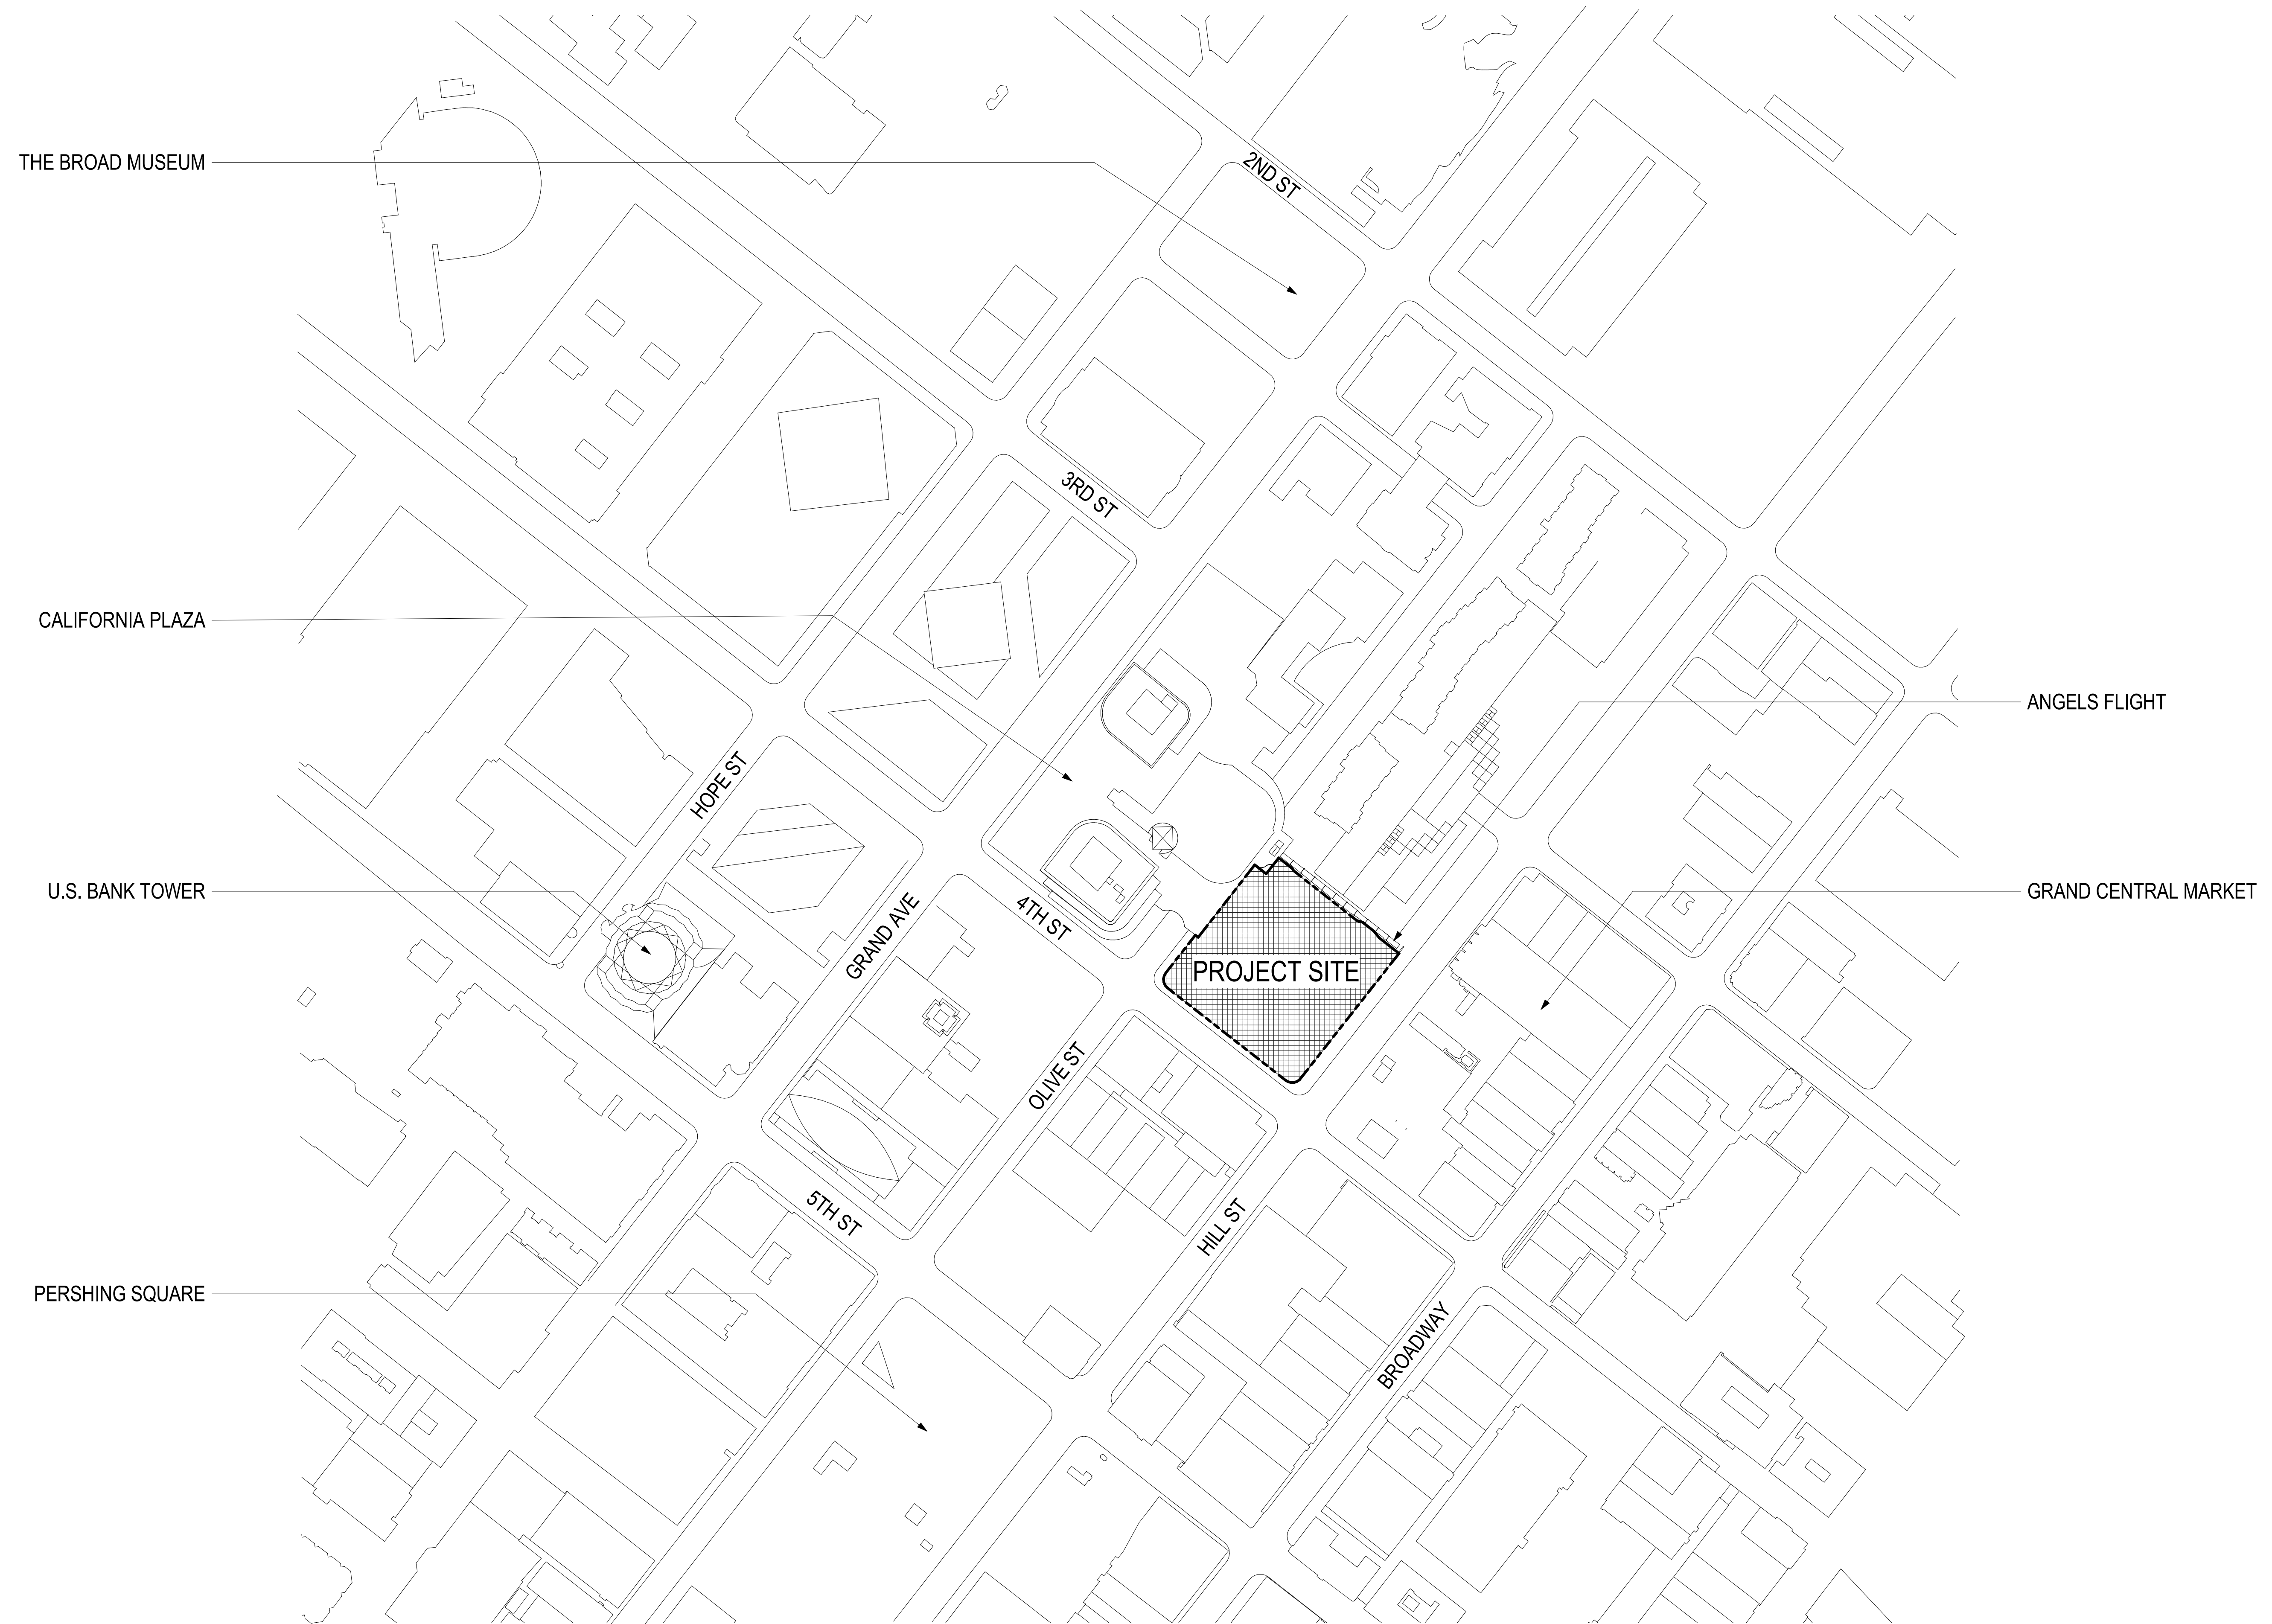 THE BROAD MUSEUM
2ND ST
3RD ST
CALIFORNIA PLAZA
ANGELS FLIGHT
HOPE ST
U.S. BANK TOWER
GRAND AVE
4TH ST
GRAND CENTRAL MARKET
PROJECT SITE
OLIVE ST
5TH ST
HILL ST
PERSHING SQUARE
BROADWAY